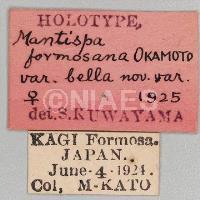 HOLOTYPE,
Mantispa
formosana OKAMOTO
var. bella nov. var.
♀ 1925
det. S. KUWAYAMA
© NIAES
KAGI Formosa.
JAPAN.
June-4-1921.
Col, M-KATO